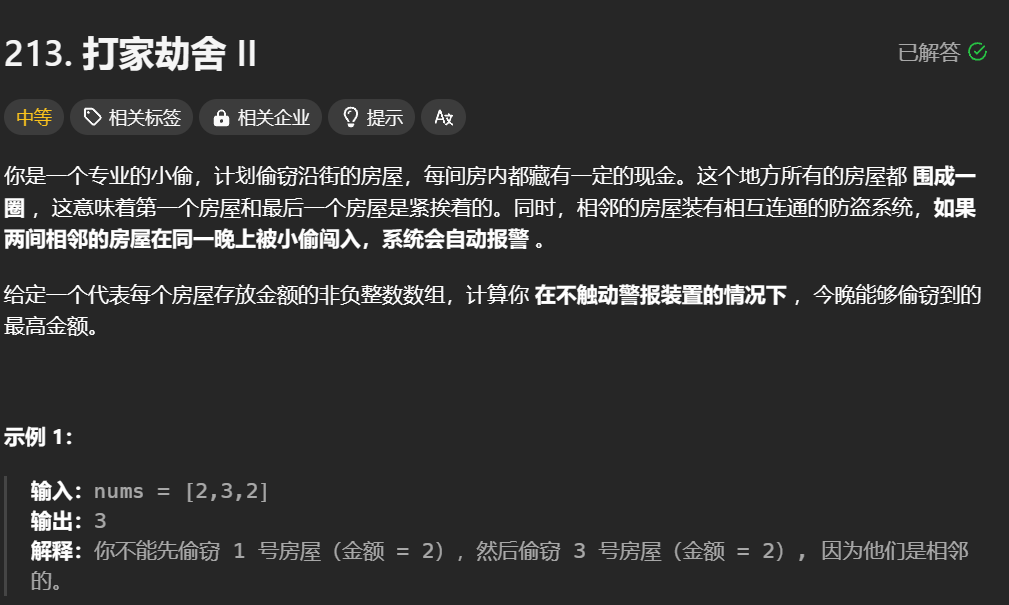 213. 打家劫舍 II
已解答
中等 相关标签 相关企业 提示 Ax
你是一个专业的小偷，计划偷窃沿街的房屋，每间房内都藏有一定的现金。这个地方所有的房屋都 围成一
圈 ，这意味着第一个房屋和最后一个房屋是紧挨着的。同时，相邻的房屋装有相互连通的防盗系统，如果
两间相邻的房屋在同一晚上被小偷闯入，系统会自动报警 。
给定一个代表每个房屋存放金额的非负整数数组，计算你 在不触动警报装置的情况下 ，今晚能够偷窃到的
最高金额。
示例 1：
输入：nums = [2,3,2]
输出：3
解释：你不能先偷窃 1 号房屋（金额 = 2），然后偷窃 3 号房屋（金额 = 2）, 因为他们是相邻
的。